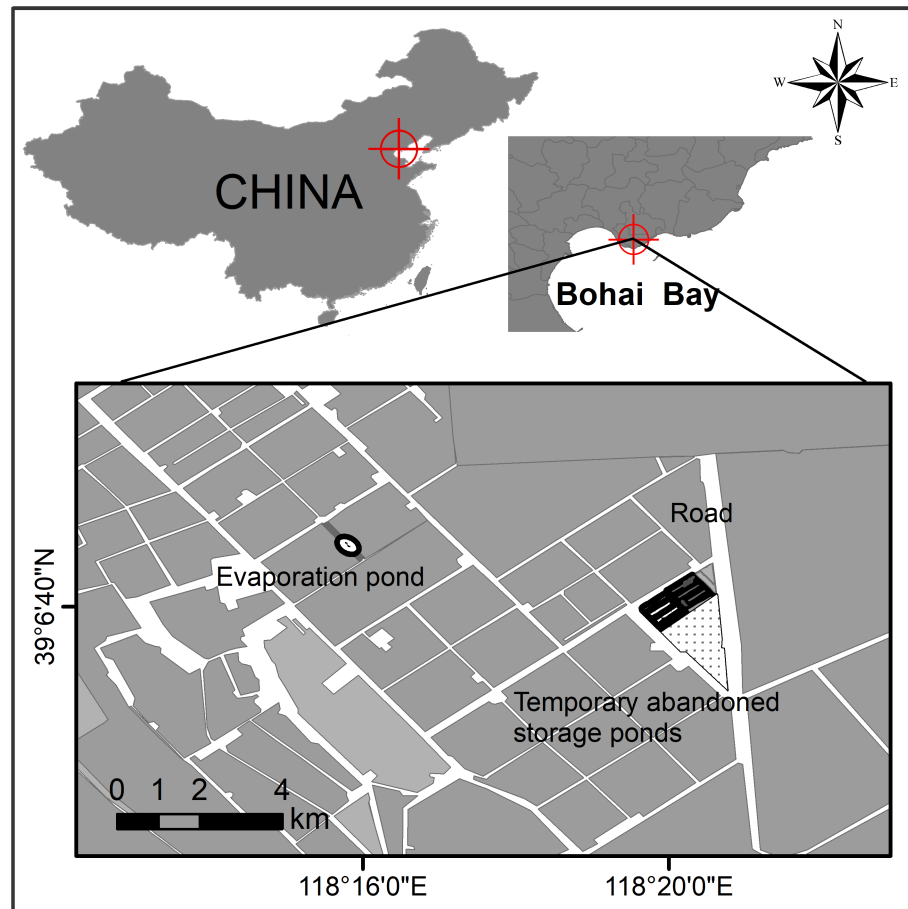 N
W E
S
CHINA
Bohai Bay
Road
Evaporation pond
39°6'40"N
Temporary abandoned
storage ponds
0 1 2 4
km
118°16'0"E 118°20'0"E